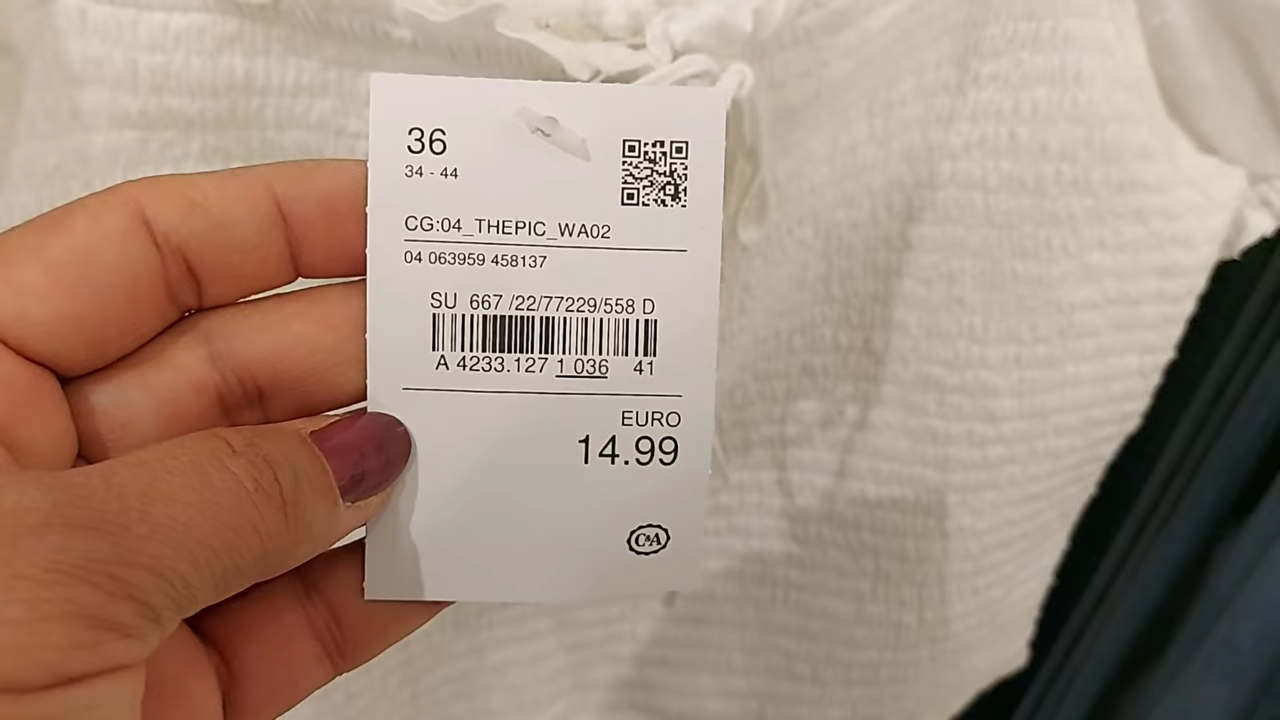 36
34 - 44
CG:04_THEPIC_WA02
04 063959 458137
SU 667 /22/77229/558 D
A 4233.127 1 036 41
EURO
14.99
C&A